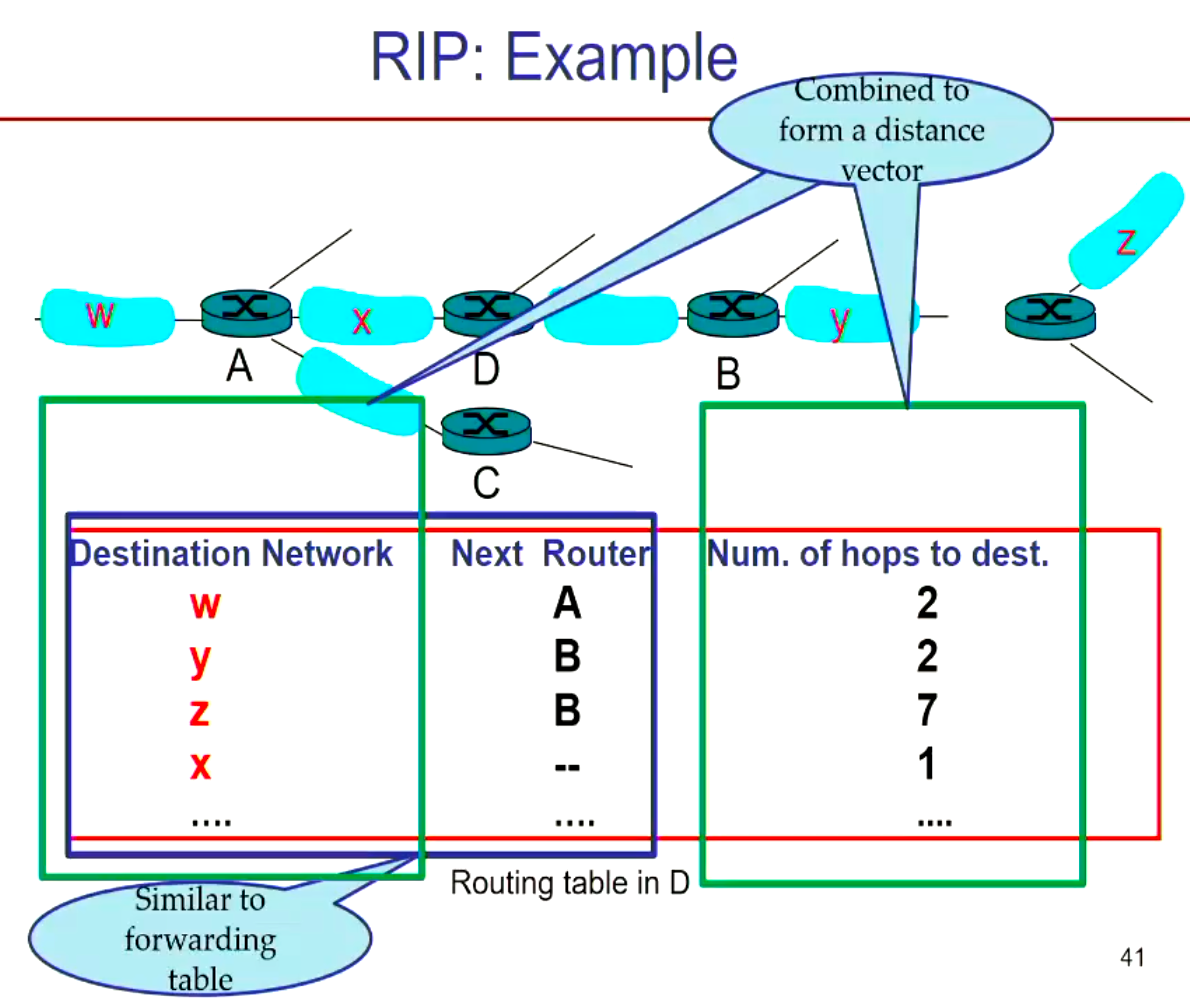 RIP: Example
Combined to
form a distance
vector
z
w
x
y
A
D
B
C
Destination Network Next Router Num. of hops to dest.
w A 2
y B 2
z B 7
x -- 1
.... .... ....
Routing table in D
Similar to
forwarding
table
41